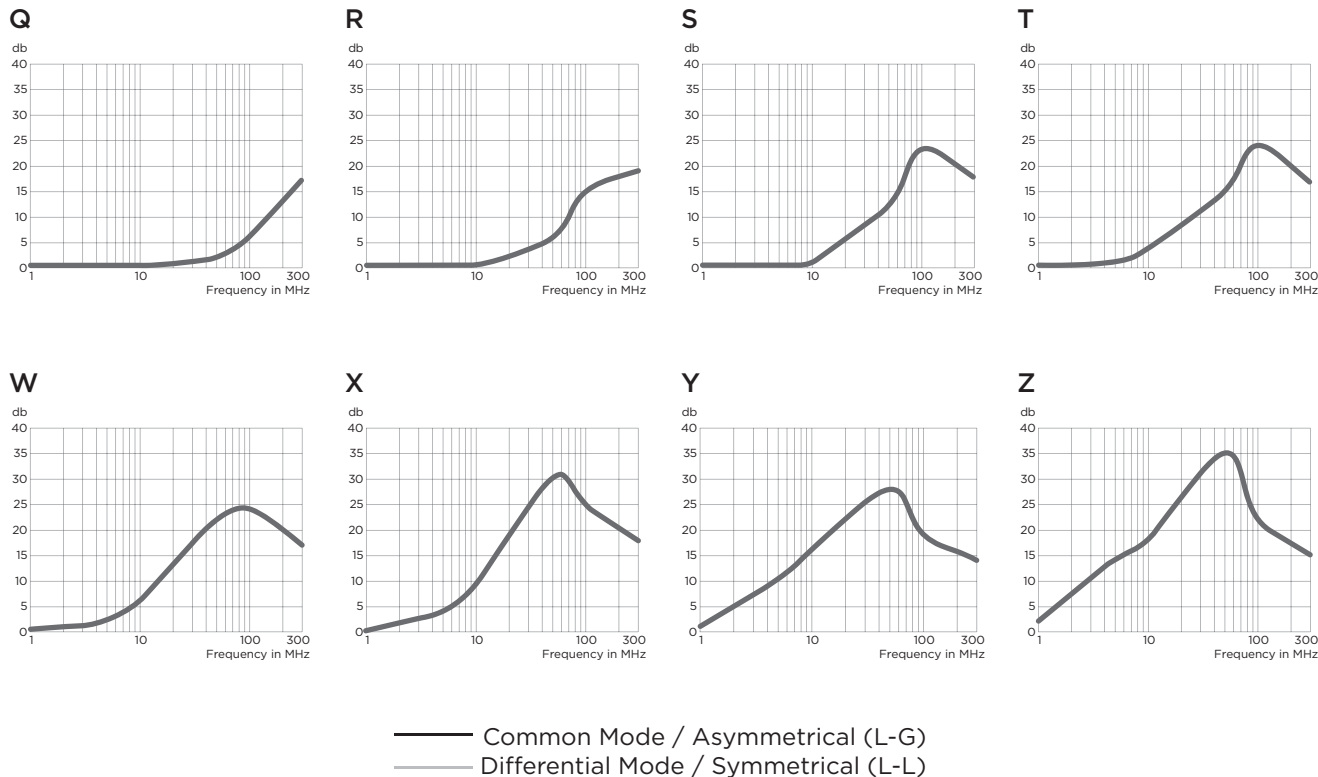 Q R S T
db db db db
40 40 40 40
35 35 35 35
30 30 30 30
25 25 25 25
20 20 20 20
15 15 15 15
10 10 10 10
5 5 5 5
0 0 0 0
1 10 100 300 1 10 100 300 1 10 100 300 1 10 100 300
Frequency in MHz Frequency in MHz Frequency in MHz Frequency in MHz
W X Y Z
db db db db
40 40 40 40
35 35 35 35
30 30 30 30
25 25 25 25
20 20 20 20
15 15 15 15
10 10 10 10
5 5 5 5
0 0 0 0
1 10 100 300 1 10 100 300 1 10 100 300 1 10 100 300
Frequency in MHz Frequency in MHz Frequency in MHz Frequency in MHz
Common Mode / Asymmetrical (L-G)
Differential Mode / Symmetrical (L-L)